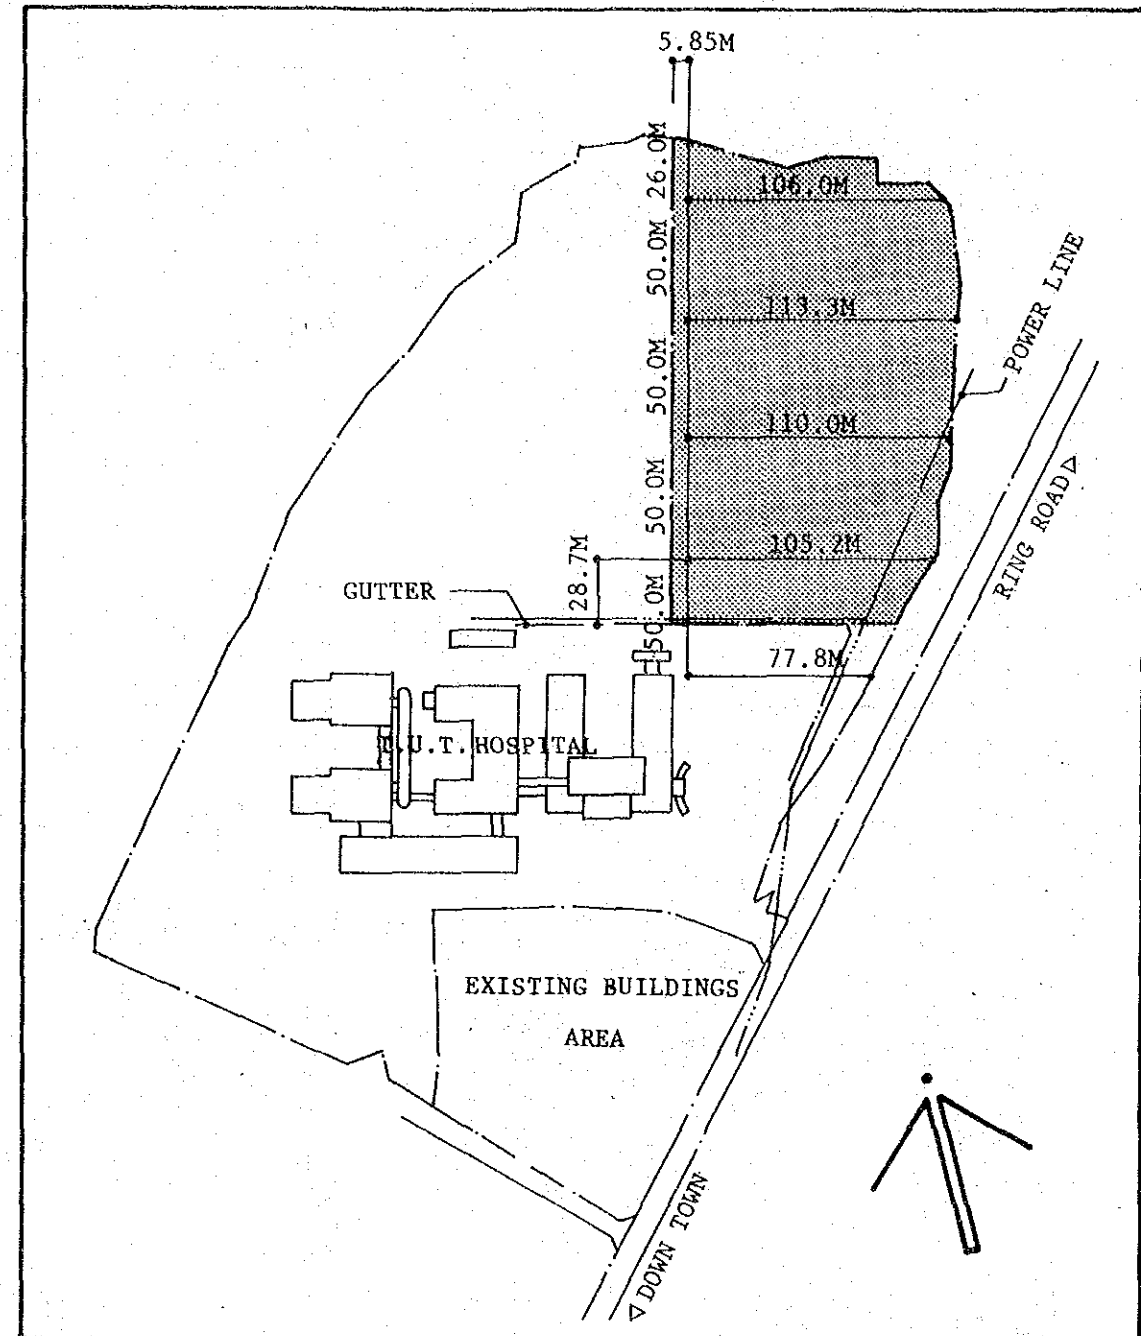 5.85M
26.0M
106.0M
50.0M
113.3M
POWER LINE
50.0M
110.0M
50.0M
RING ROAD
105.2M
28.7M
GUTTER
50.0M
77.8M
T.U.T. HOSPITAL
EXISTING BUILDINGS
AREA
DOWN TOWN